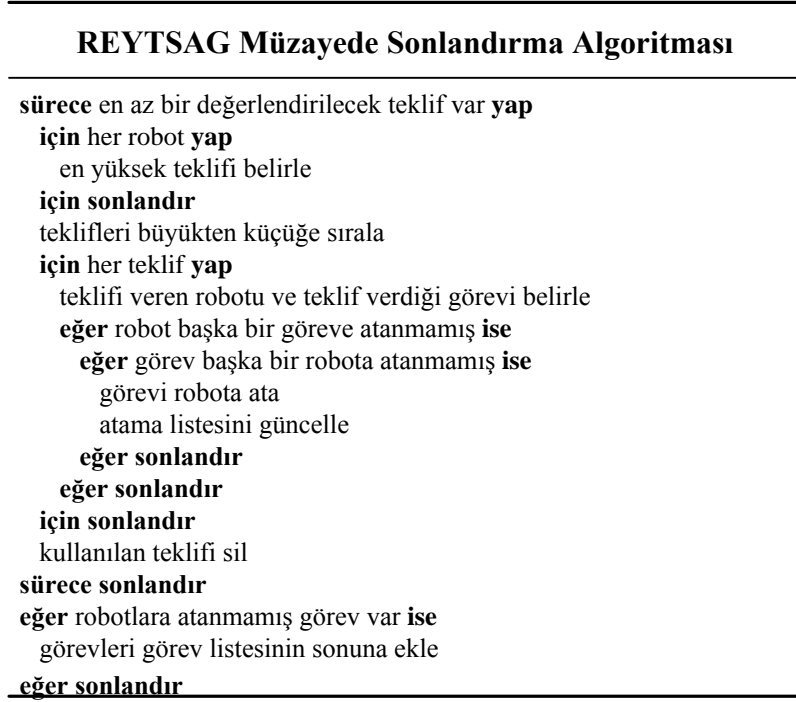 REYTSAG Müzayede Sonlandırma Algoritması
sürece en az bir değerlendirilecek teklif var yap
için her robot yap
en yüksek teklifi belirle
için sonlandır
teklifleri büyükten küçüğe sırala
için her teklif yap
teklifi veren robotu ve teklif verdiği görevi belirle
eğer robot başka bir göreve atanmamış ise
eğer görev başka bir robota atanmamış ise
görevi robota ata
atama listesini güncelle
eğer sonlandır
eğer sonlandır
için sonlandır
kullanılan teklifi sil
sürece sonlandır
eğer robotlara atanmamış görev var ise
görevleri görev listesinin sonuna ekle
eğer sonlandır